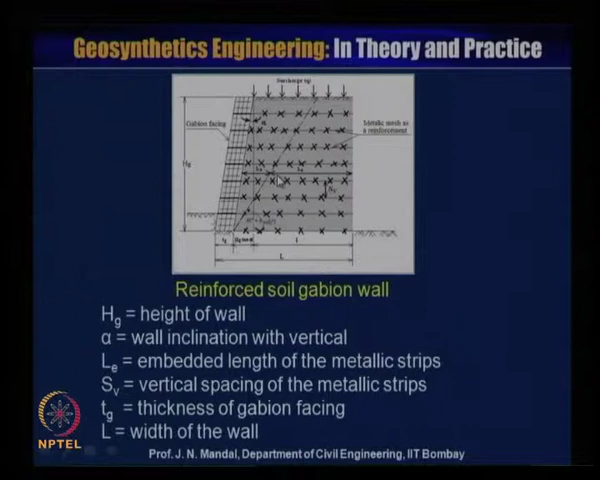 Geosynthetics Engineering: In Theory and Practice
Surcharge
Gabion facing
Metallic mesh as
a reinforcement
Hg
α
Sv
tg
l
L
Reinforced soil gabion wall
Hg = height of wall
α = wall inclination with vertical
Le = embedded length of the metallic strips
Sv = vertical spacing of the metallic strips
tg = thickness of gabion facing
L = width of the wall
NPTEL
Prof. J. N. Mandal, Department of Civil Engineering, IIT Bombay